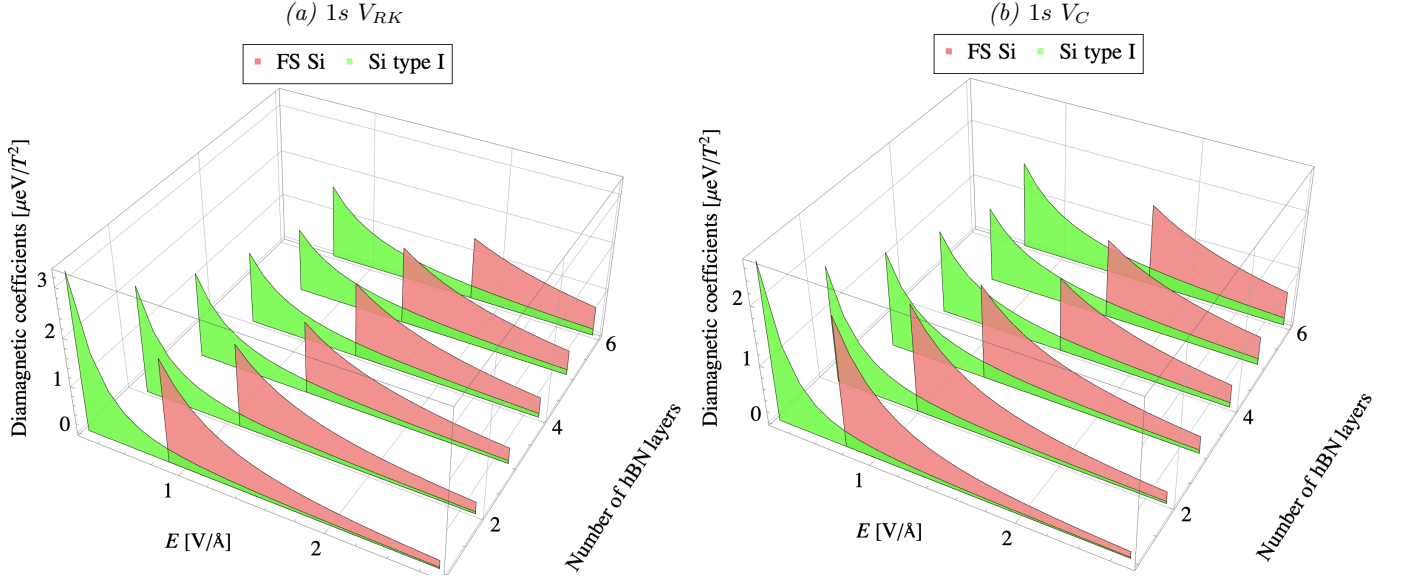 (a) 1s V_{RK}
FS Si Si type I
Diamagnetic coefficients [μeV/T²]
3
2
1
0
1
2
E [V/Å]
2
4
6
Number of hBN layers
(b) 1s V_C
FS Si Si type I
Diamagnetic coefficients [μeV/T²]
2
1
0
1
2
E [V/Å]
2
4
6
Number of hBN layers